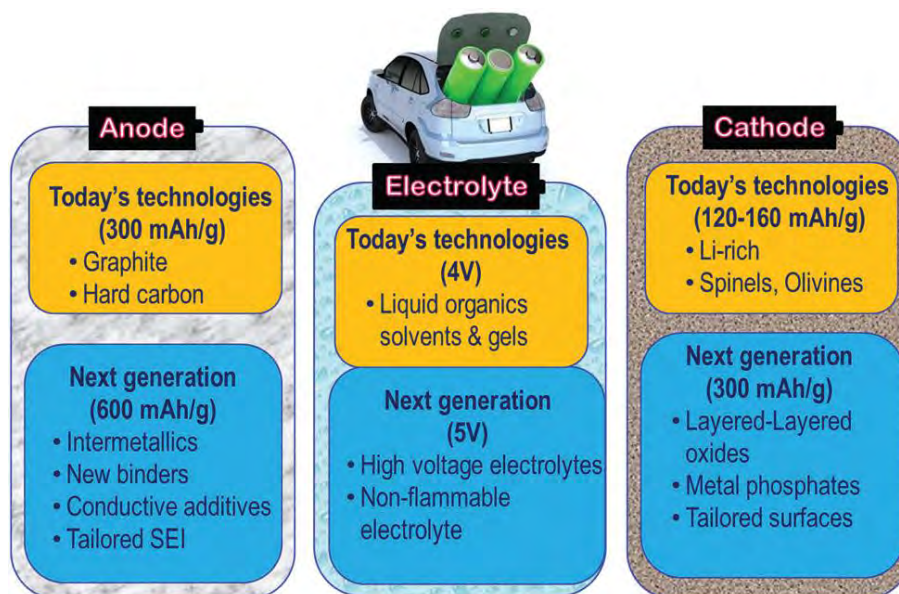 Anode
Today's technologies
(300 mAh/g)
• Graphite
• Hard carbon
Next generation
(600 mAh/g)
• Intermetallics
• New binders
• Conductive additives
• Tailored SEI
Electrolyte
Today's technologies
(4V)
• Liquid organics
solvents & gels
Next generation
(5V)
• High voltage electrolytes
• Non-flammable
electrolyte
Cathode
Today's technologies
(120-160 mAh/g)
• Li-rich
• Spinels, Olivines
Next generation
(300 mAh/g)
• Layered-Layered
oxides
• Metal phosphates
• Tailored surfaces